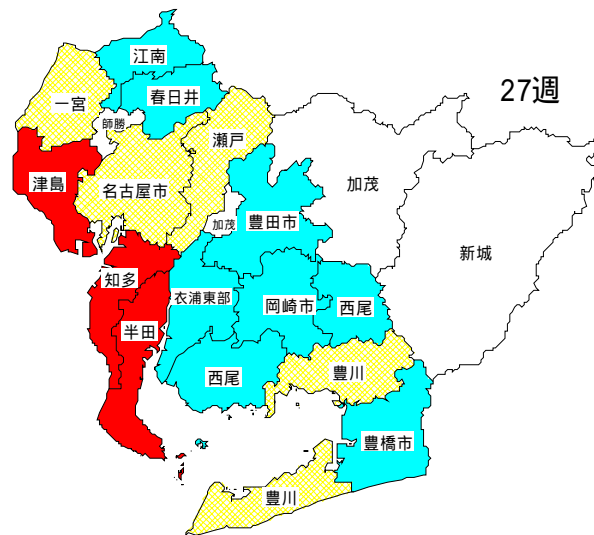 江南
27週
春日井
一宮
師勝
瀬戸
津島
名古屋市
加茂
加茂
豊田市
新城
知多
衣浦東部
岡崎市
西尾
半田
西尾
豊川
豊橋市
豊川